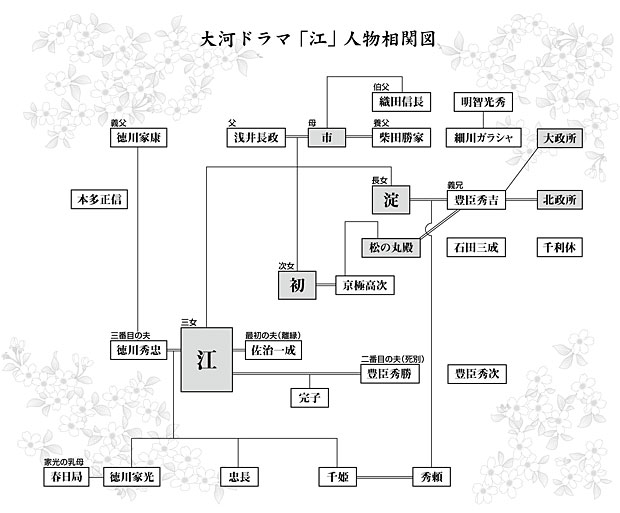 大河ドラマ「江」人物相関図
伯父
織田信長
明智光秀
義父
徳川家康
父
浅井長政
母
市
養父
柴田勝家
細川ガラシャ
大政所
長女
淀
義兄
豊臣秀吉
北政所
本多正信
松の丸殿
石田三成
千利休
次女
初
京極高次
三女
江
三番目の夫
徳川秀忠
最初の夫(離縁)
佐治一成
二番目の夫(死別)
豊臣秀勝
豊臣秀次
完子
家光の乳母
春日局
徳川家光
忠長
千姫
秀頼